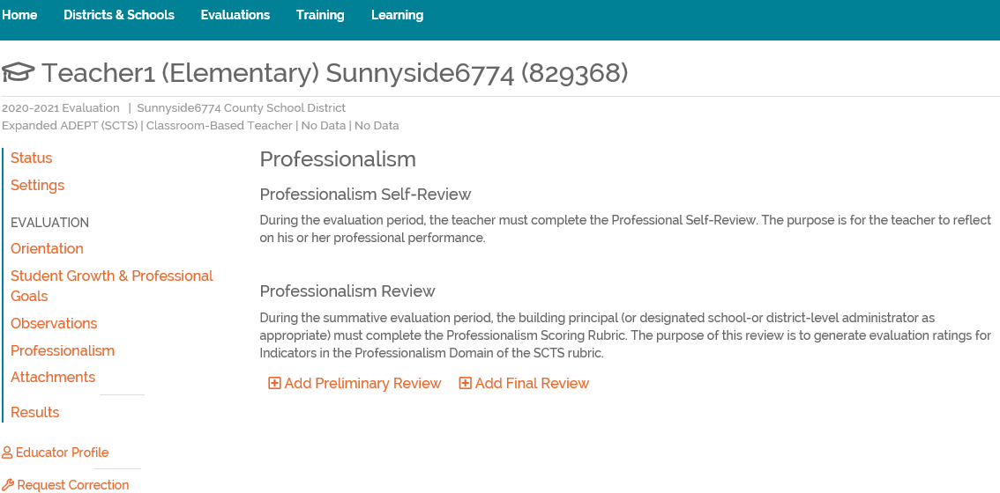 Home Districts & Schools Evaluations Training Learning
Teacher1 (Elementary) Sunnyside6774 (829368)
2020-2021 Evaluation | Sunnyside6774 County School District
Expanded ADEPT (SCTS) | Classroom-Based Teacher | No Data | No Data
Status
Settings
EVALUATION
Orientation
Student Growth & Professional
Goals
Observations
Professionalism
Attachments
Results
Educator Profile
Request Correction
Professionalism
Professionalism Self-Review
During the evaluation period, the teacher must complete the Professional Self-Review. The purpose is for the teacher to reflect
on his or her professional performance.
Professionalism Review
During the summative evaluation period, the building principal (or designated school-or district-level administrator as
appropriate) must complete the Professionalism Scoring Rubric. The purpose of this review is to generate evaluation ratings for
Indicators in the Professionalism Domain of the SCTS rubric.
Add Preliminary Review Add Final Review